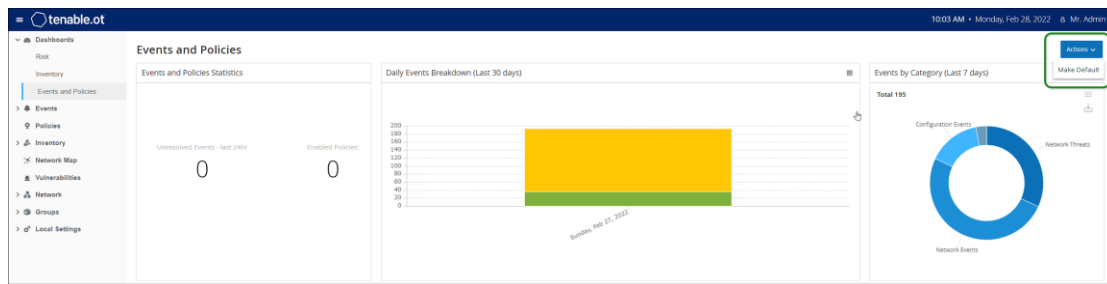 tenable.ot
10:03 AM • Monday, Feb 28, 2022 Mr. Admin
Dashboards
Risk
Inventory
Events and Policies
Events
Policies
Inventory
Network Map
Vulnerabilities
Network
Groups
Local Settings
Events and Policies
Actions
Make Default
Events and Policies Statistics
Unresolved Events - last 24hr
0
Enabled Policies
0
Daily Events Breakdown (Last 30 days)
200
180
160
140
120
100
80
60
40
20
0
Sunday, Feb 27, 2022
Events by Category (Last 7 days)
Total 195
Configuration Events
Network Threats
Network Events